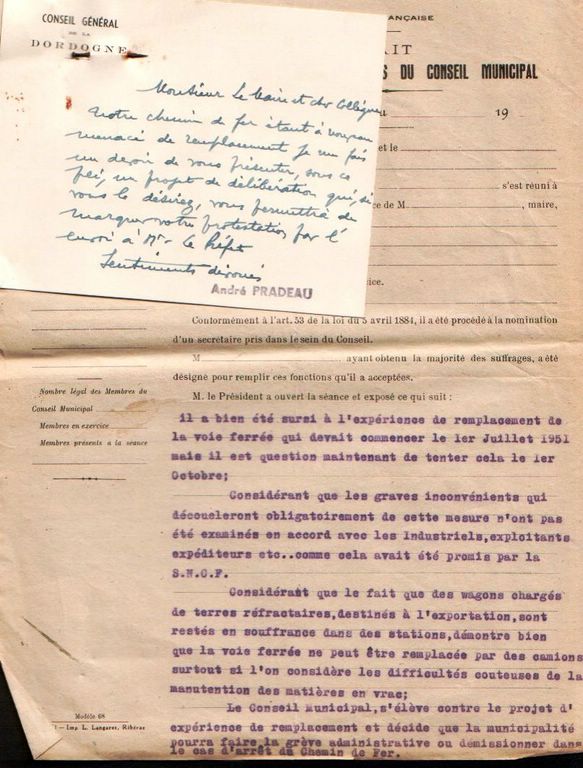 CONSEIL GÉNÉRAL
DE LA
DORDOGNE
Monsieur Le Maire et cher Collègue
Notre chemin de fer étant à nouveau
menacé de remplacement je me fais
un devoir de vous présenter, sous ce
pli, un projet de délibération qui, si
vous le désirez, vous permettra de
marquer votre protestation par l'
envoi à Mr le Préfet
Sentiments dévoués
André PRADEAU
ANÇAISE
AIT
S DU CONSEIL MUNICIPAL
19
et le
s'est réuni à
ce de M. , maire,
cice.
Conformément à l'art. 53 de la loi du 5 avril 1884, il a été procédé à la nomination
d'un secrétaire pris dans le sein du Conseil.
M ayant obtenu la majorité des suffrages, a été
désigné pour remplir ces fonctions qu'il a acceptées.
M. le Président a ouvert la séance et exposé ce qui suit :
Nombre légal des Membres du
Conseil Municipal
Membres en exercice
Membres présents a la séance
il a bien été sursi à l'expérience de remplacement de
la voie ferrée qui devait commencer le 1er Juillet 1951
mais il est question maintenant de tenter cela le 1er
Octobre;
Considérant que les graves inconvénients qui
découeleront obligatoirement de cette mesure n'ont pas
été examinés en accord avec les Industriels,exploitants
expéditeurs etc..comme cela avait été promis par la
S.N.C.F.
Considérant que le fait que des wagons chargés
de terres réfractaires,destinés à l'exportation,sont
restés en souffrance dans des stations,démontre bien
que la voie ferrée ne peut être remplacée par des camions
surtout si l'on considère les difficultés couteuses de la
manutention des matières en vrac;
Le Conseil Municipal,s'élève contre le projet d'
expérience de remplacement et décide que la municipalité
pourra faire la grève administrative ou démissionner dans
le cas d'arrêt du Chemin de Fer.
Modèle 68
— Imp. L. Langarez, Ribérac